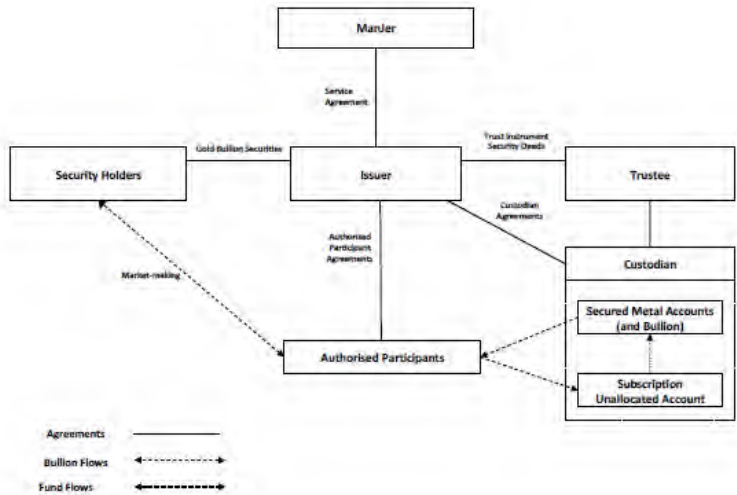 ManJer
Service
Agreement
Gold Bullion Securities
Trust Instrument
Security Deeds
Security Holders
Issuer
Trustee
Custodian
Agreements
Authorised
Participant
Agreements
Custodian
Market-making
Secured Metal Accounts
(and Bullion)
Authorised Participants
Subscription
Unallocated Account
Agreements
Bullion Flows
Fund Flows